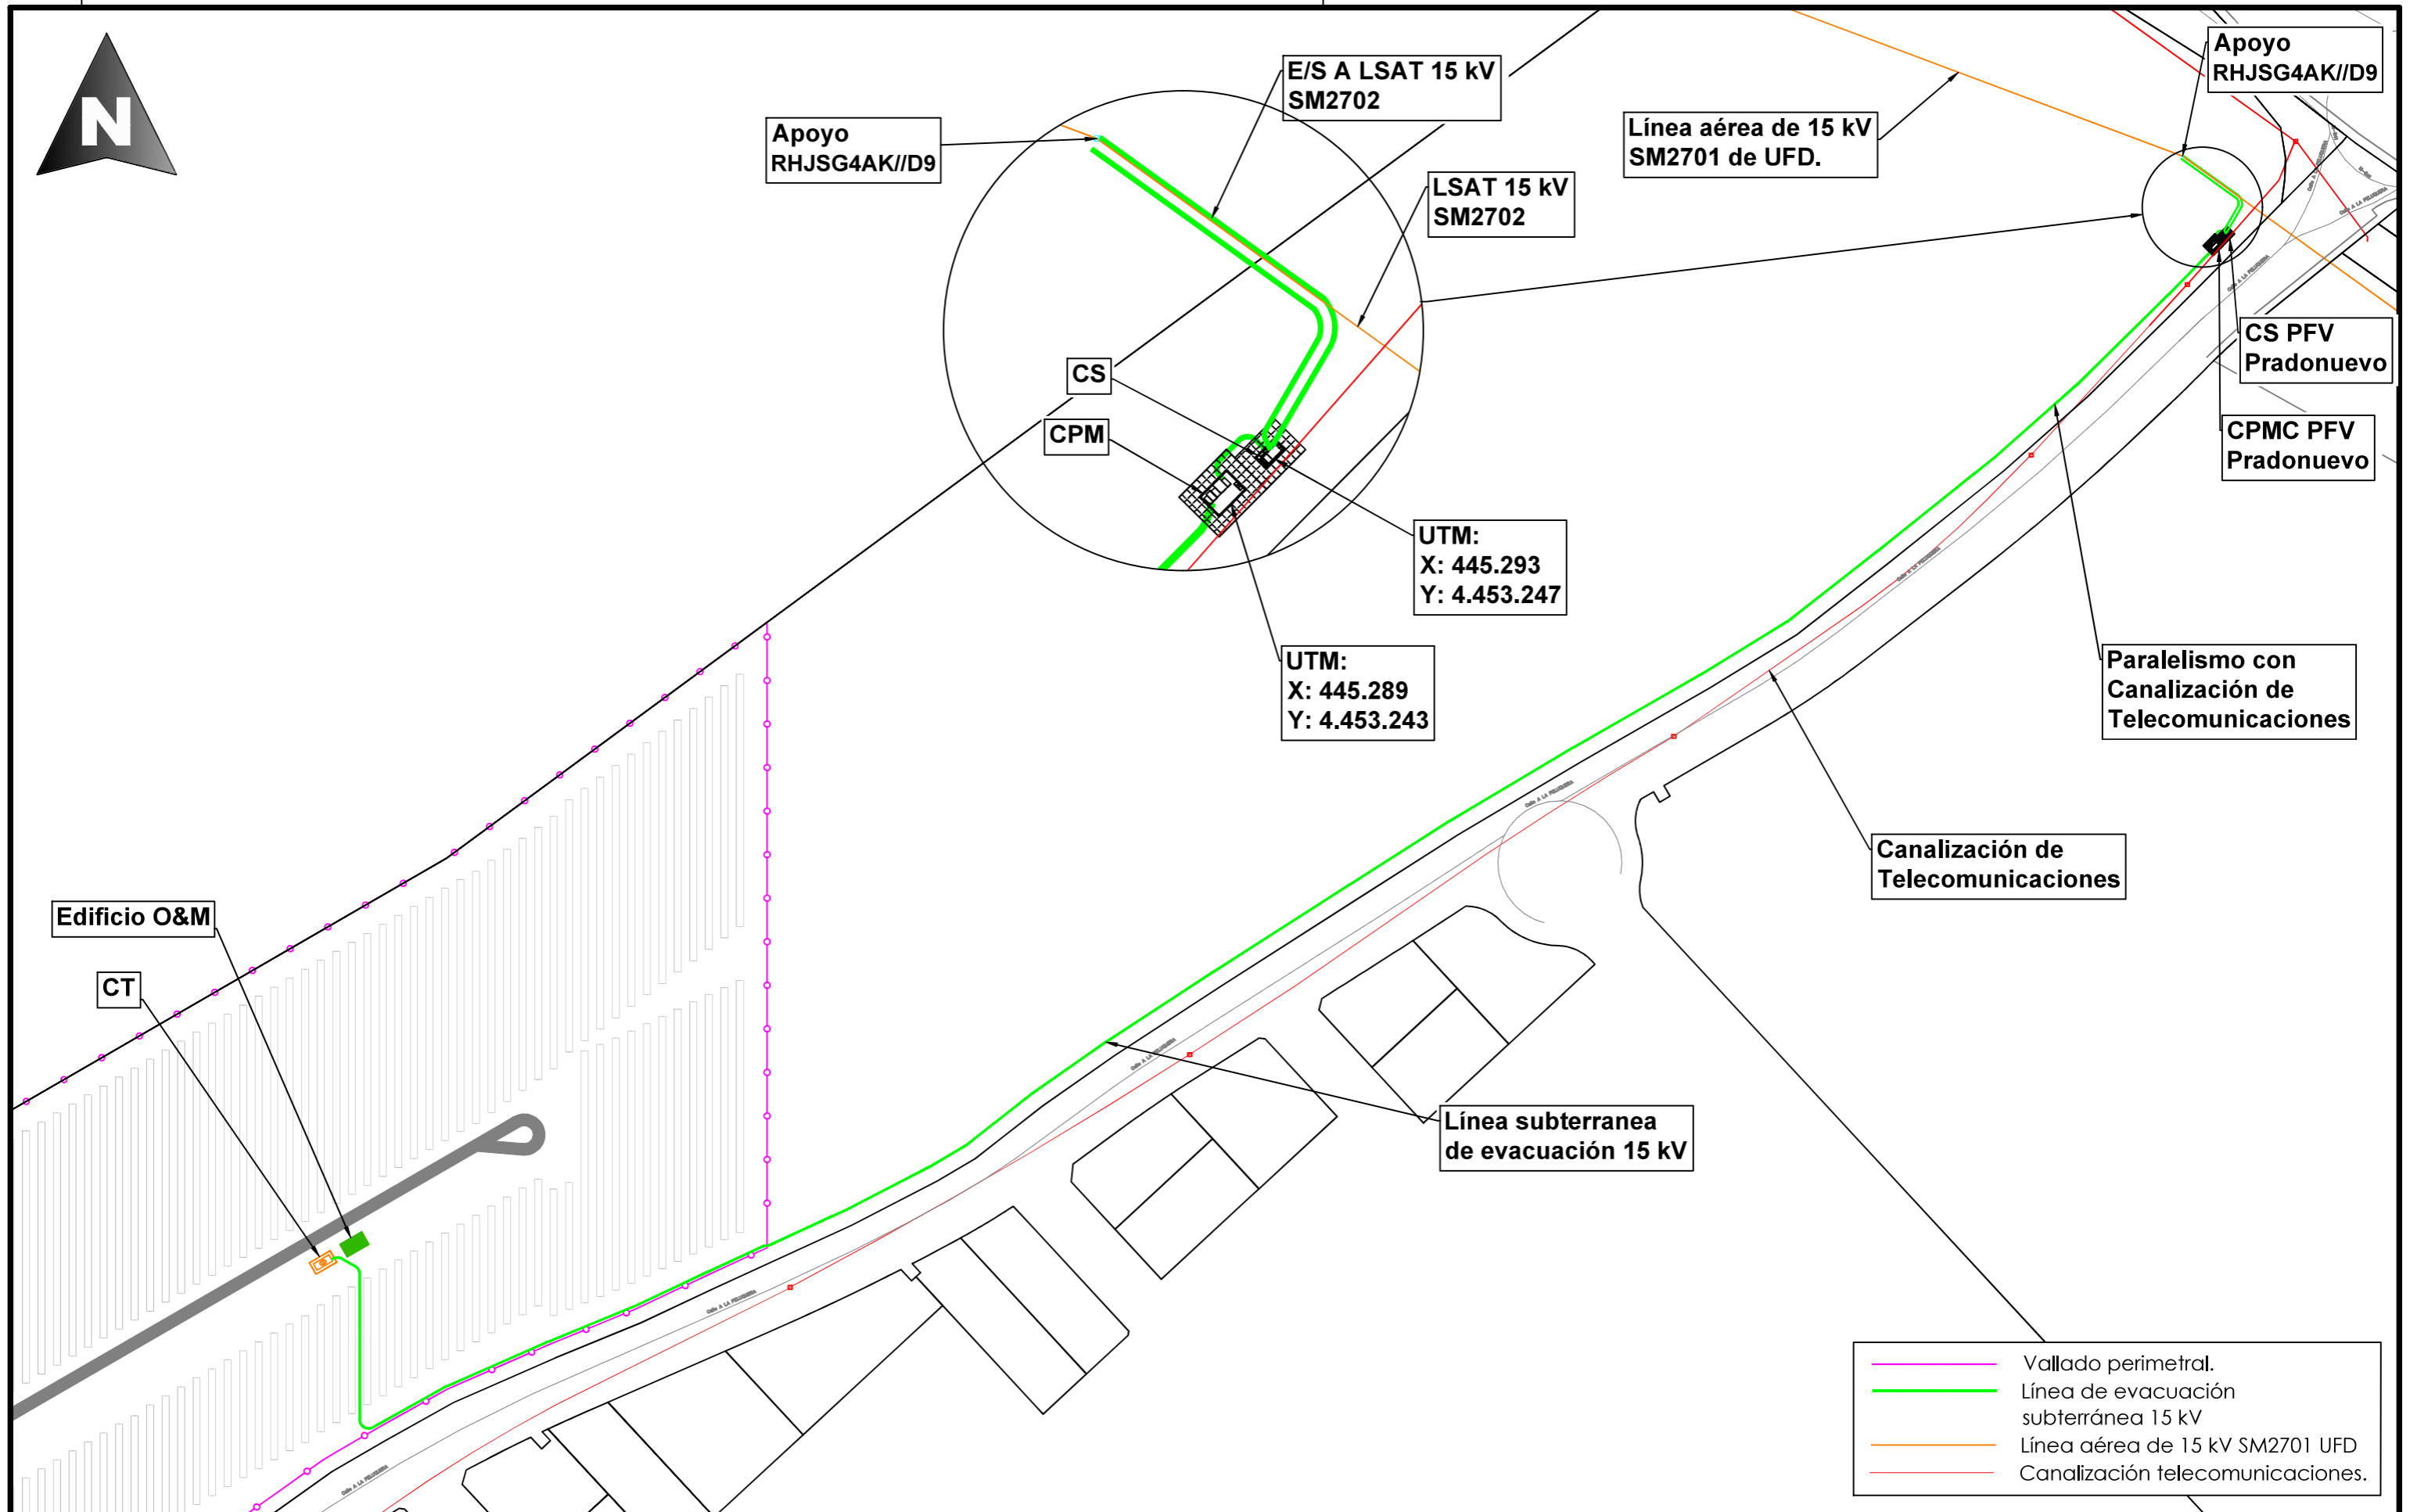 N
E/S A LSAT 15 kV
SM2702
Apoyo
RHJSG4AK//D9
Línea aérea de 15 kV
SM2701 de UFD.
Apoyo
RHJSG4AK//D9
LSAT 15 kV
SM2702
CS
CPM
CS PFV
Pradonuevo
CPMC PFV
Pradonuevo
UTM:
X: 445.293
Y: 4.453.247
UTM:
X: 445.289
Y: 4.453.243
Paralelismo con
Canalización de
Telecomunicaciones
Canalización de
Telecomunicaciones
Edificio O&M
CT
Línea subterranea
de evacuación 15 kV
Vallado perimetral.
Línea de evacuación
subterránea 15 kV
Línea aérea de 15 kV SM2701 UFD
Canalización telecomunicaciones.